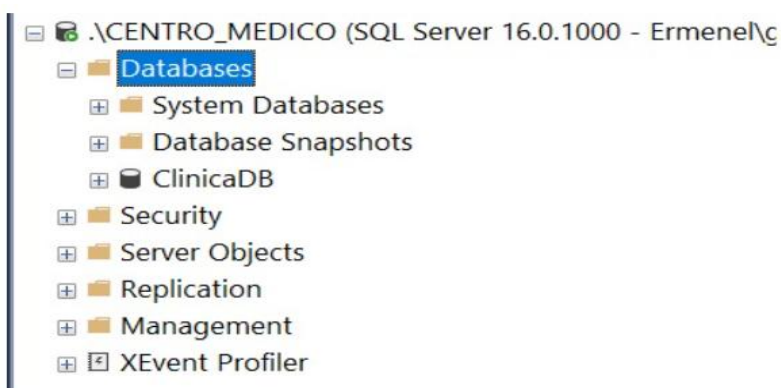 .\CENTRO_MEDICO (SQL Server 16.0.1000 - Ermenel\
Databases
System Databases
Database Snapshots
ClinicaDB
Security
Server Objects
Replication
Management
XEvent Profiler